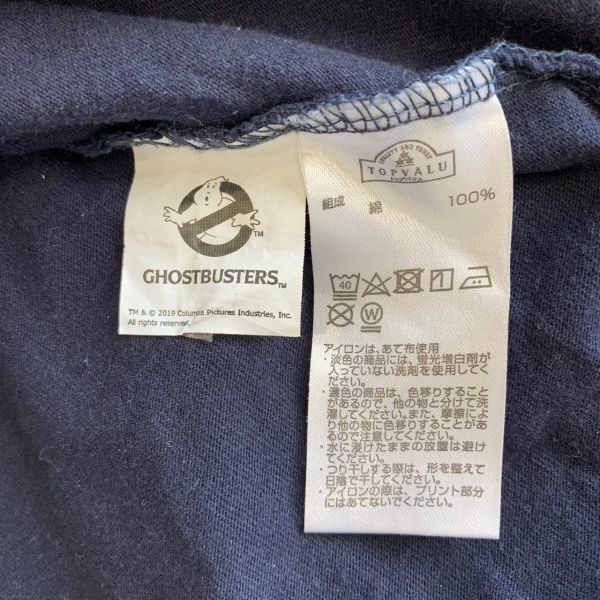 GHOSTBUSTERS™
TM & © 2019 Columbia Pictures Industries, Inc.
All rights reserved
TM
QUALITY AND TRUST
TOPVALU
トップバリュ
組成 綿 100%
40
W
アイロンは、あて布使用
・淡色の商品には、蛍光増白剤が
入っていない洗剤を使用してく
ださい。
・濃色の商品は、色移りすること
があるので、他の物と分けて洗
濯してください。また、摩擦によ
り他の物に色移りすることがあ
るので注意してください。
・水に浸けたままの放置は避け
てください。
・つり干しする際は、形を整えて
日陰で干してください。
・アイロンの際は、プリント部分
にはあてないでください。